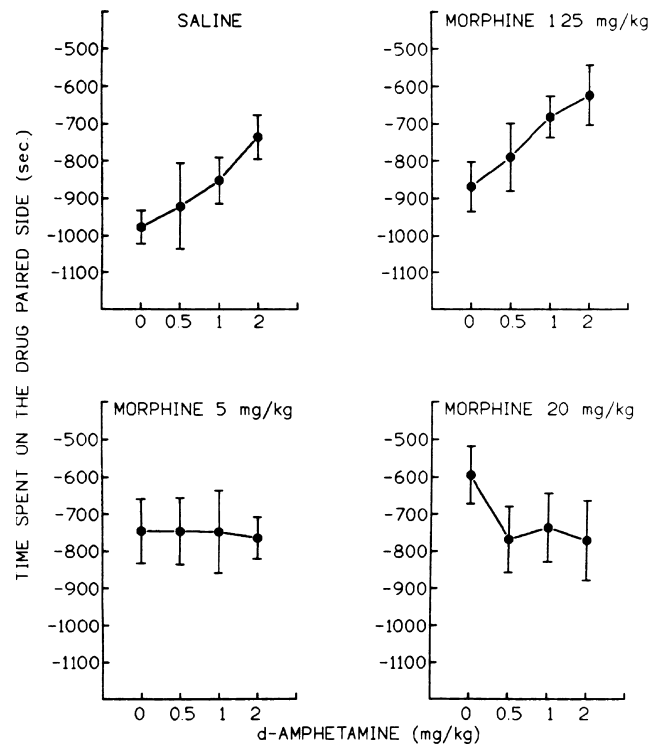 SALINE
-500
-600
-700
-800
-900
-1000
-1100
0 0.5 1 2
MORPHINE 1.25 mg/kg
-500
-600
-700
-800
-900
-1000
-1100
0 0.5 1 2
TIME SPENT ON THE DRUG PAIRED SIDE (sec.)
MORPHINE 5 mg/kg
-500
-600
-700
-800
-900
-1000
-1100
0 0.5 1 2
MORPHINE 20 mg/kg
-500
-600
-700
-800
-900
-1000
-1100
0 0.5 1 2
d-AMPHETAMINE (mg/kg)